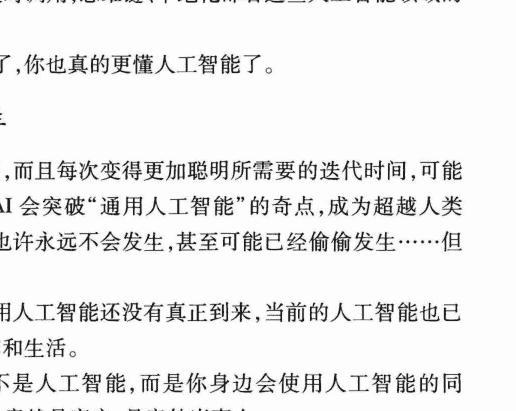 了,你也真的更懂人工智能了。
,而且每次变得更加聪明所需要的迭代时间,可能
AI 会突破“通用人工智能”的奇点,成为超越人类
也许永远不会发生,甚至可能已经偷偷发生……但
用人工智能还没有真正到来,当前的人工智能也已
和生活。
不是人工智能,而是你身边会使用人工智能的同